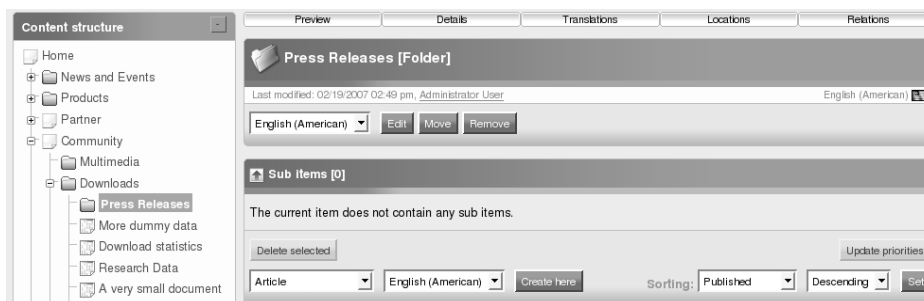 Content structure -
Home
News and Events
Products
Partner
Community
Multimedia
Downloads
Press Releases
More dummy data
Download statistics
Research Data
A very small document
Preview Details Translations Locations Relations
Press Releases [Folder]
Last modified: 02/19/2007 02:49 pm, Administrator User English (American)
English (American) Edit Move Remove
Sub items [0]
The current item does not contain any sub items.
Delete selected Update priorities
Article English (American) Create here Sorting: Published Descending Set